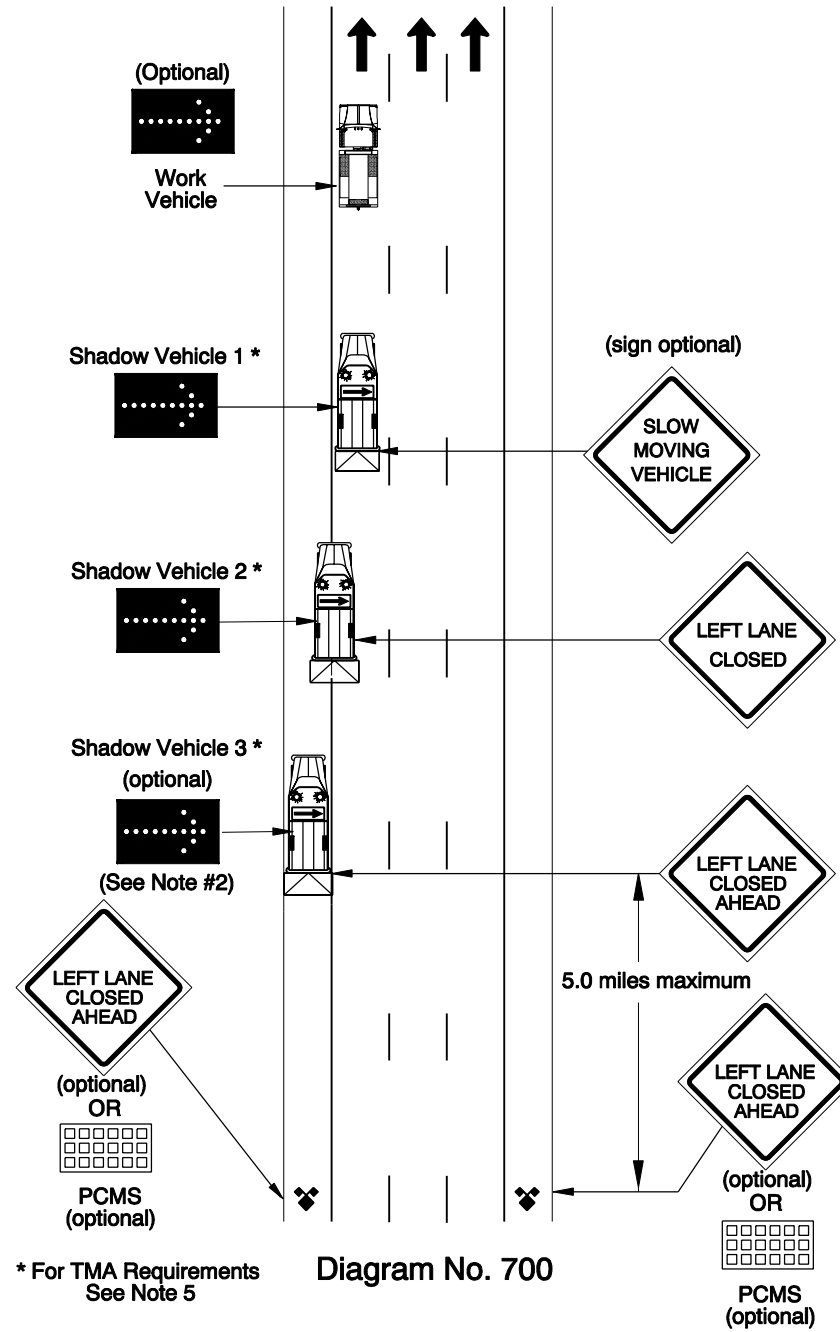 (Optional)
Work
Vehicle
Shadow Vehicle 1 *
(sign optional)
SLOW
MOVING
VEHICLE
Shadow Vehicle 2 *
LEFT LANE
CLOSED
Shadow Vehicle 3 *
(optional)
(See Note #2)
LEFT LANE
CLOSED
AHEAD
5.0 miles maximum
LEFT LANE
CLOSED
AHEAD
(optional)
OR
PCMS
(optional)
LEFT LANE
CLOSED
AHEAD
(optional)
OR
PCMS
(optional)
* For TMA Requirements
See Note 5
Diagram No. 700